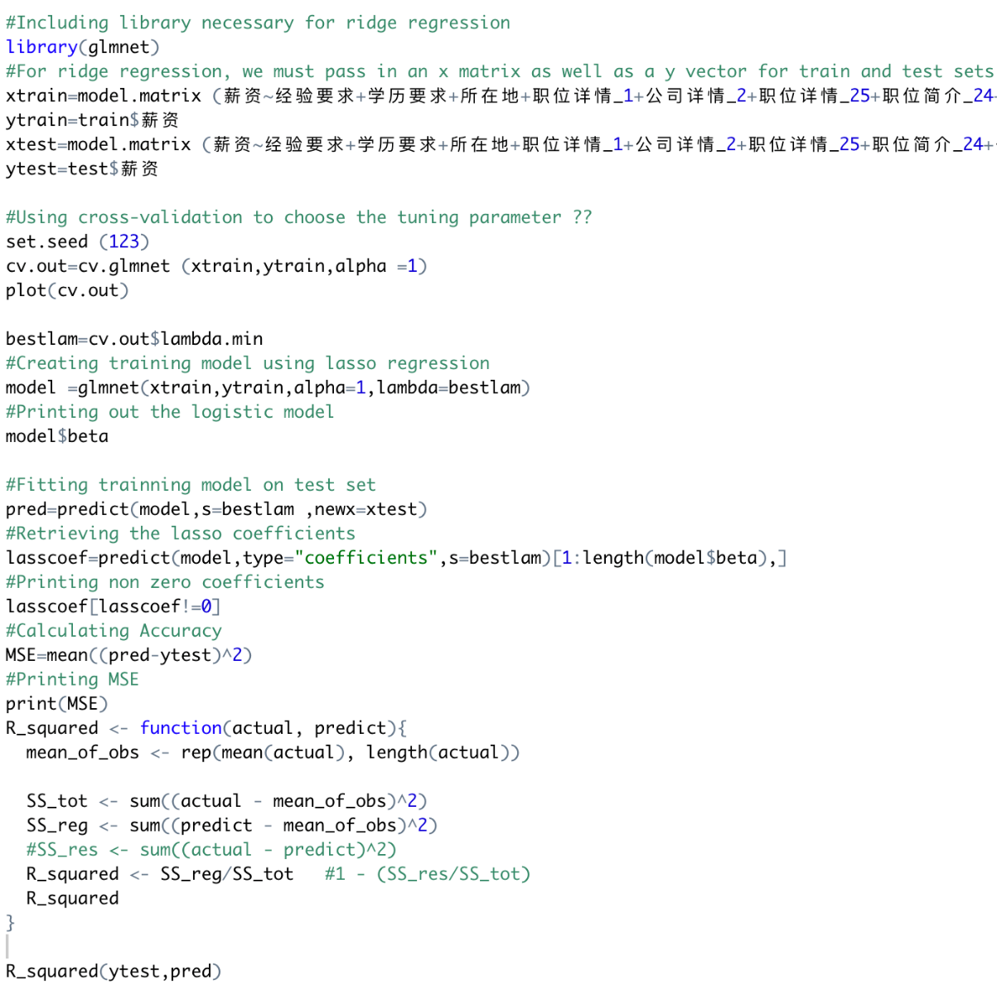 #Including library necessary for ridge regression
library(glmnet)
#For ridge regression, we must pass in an x matrix as well as a y vector for train and test sets
xtrain=model.matrix (薪资~经验要求+学历要求+所在地+职位详情_1+公司详情_2+职位详情_25+职位简介_24
ytrain=train$薪资
xtest=model.matrix (薪资~经验要求+学历要求+所在地+职位详情_1+公司详情_2+职位详情_25+职位简介_24+
ytest=test$薪资
#Using cross-validation to choose the tuning parameter ??
set.seed (123)
cv.out=cv.glmnet (xtrain,ytrain,alpha =1)
plot(cv.out)
bestlam=cv.out$lambda.min
#Creating training model using lasso regression
model =glmnet(xtrain,ytrain,alpha=1,lambda=bestlam)
#Printing out the logistic model
model$beta
#Fitting trainning model on test set
pred=predict(model,s=bestlam ,newx=xtest)
#Retrieving the lasso coefficients
lasscoef=predict(model,type="coefficients",s=bestlam)[1:length(model$beta),]
#Printing non zero coefficients
lasscoef[lasscoef!=0]
#Calculating Accuracy
MSE=mean((pred-ytest)^2)
#Printing MSE
print(MSE)
R_squared <- function(actual, predict){
  mean_of_obs <- rep(mean(actual), length(actual))
  SS_tot <- sum((actual - mean_of_obs)^2)
  SS_reg <- sum((predict - mean_of_obs)^2)
  #SS_res <- sum((actual - predict)^2)
  R_squared <- SS_reg/SS_tot   #1 - (SS_res/SS_tot)
  R_squared
}
R_squared(ytest,pred)